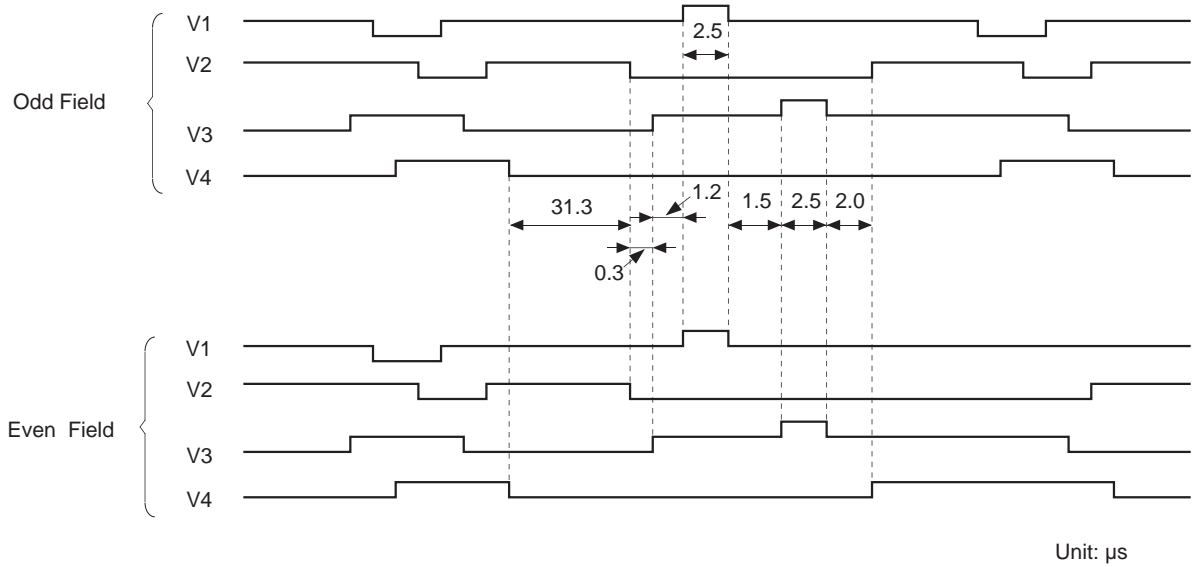 V1
2.5
V2
Odd Field
V3
V4
1.2
31.3
1.5
2.5
2.0
0.3
V1
V2
Even Field
V3
V4
Unit: µs